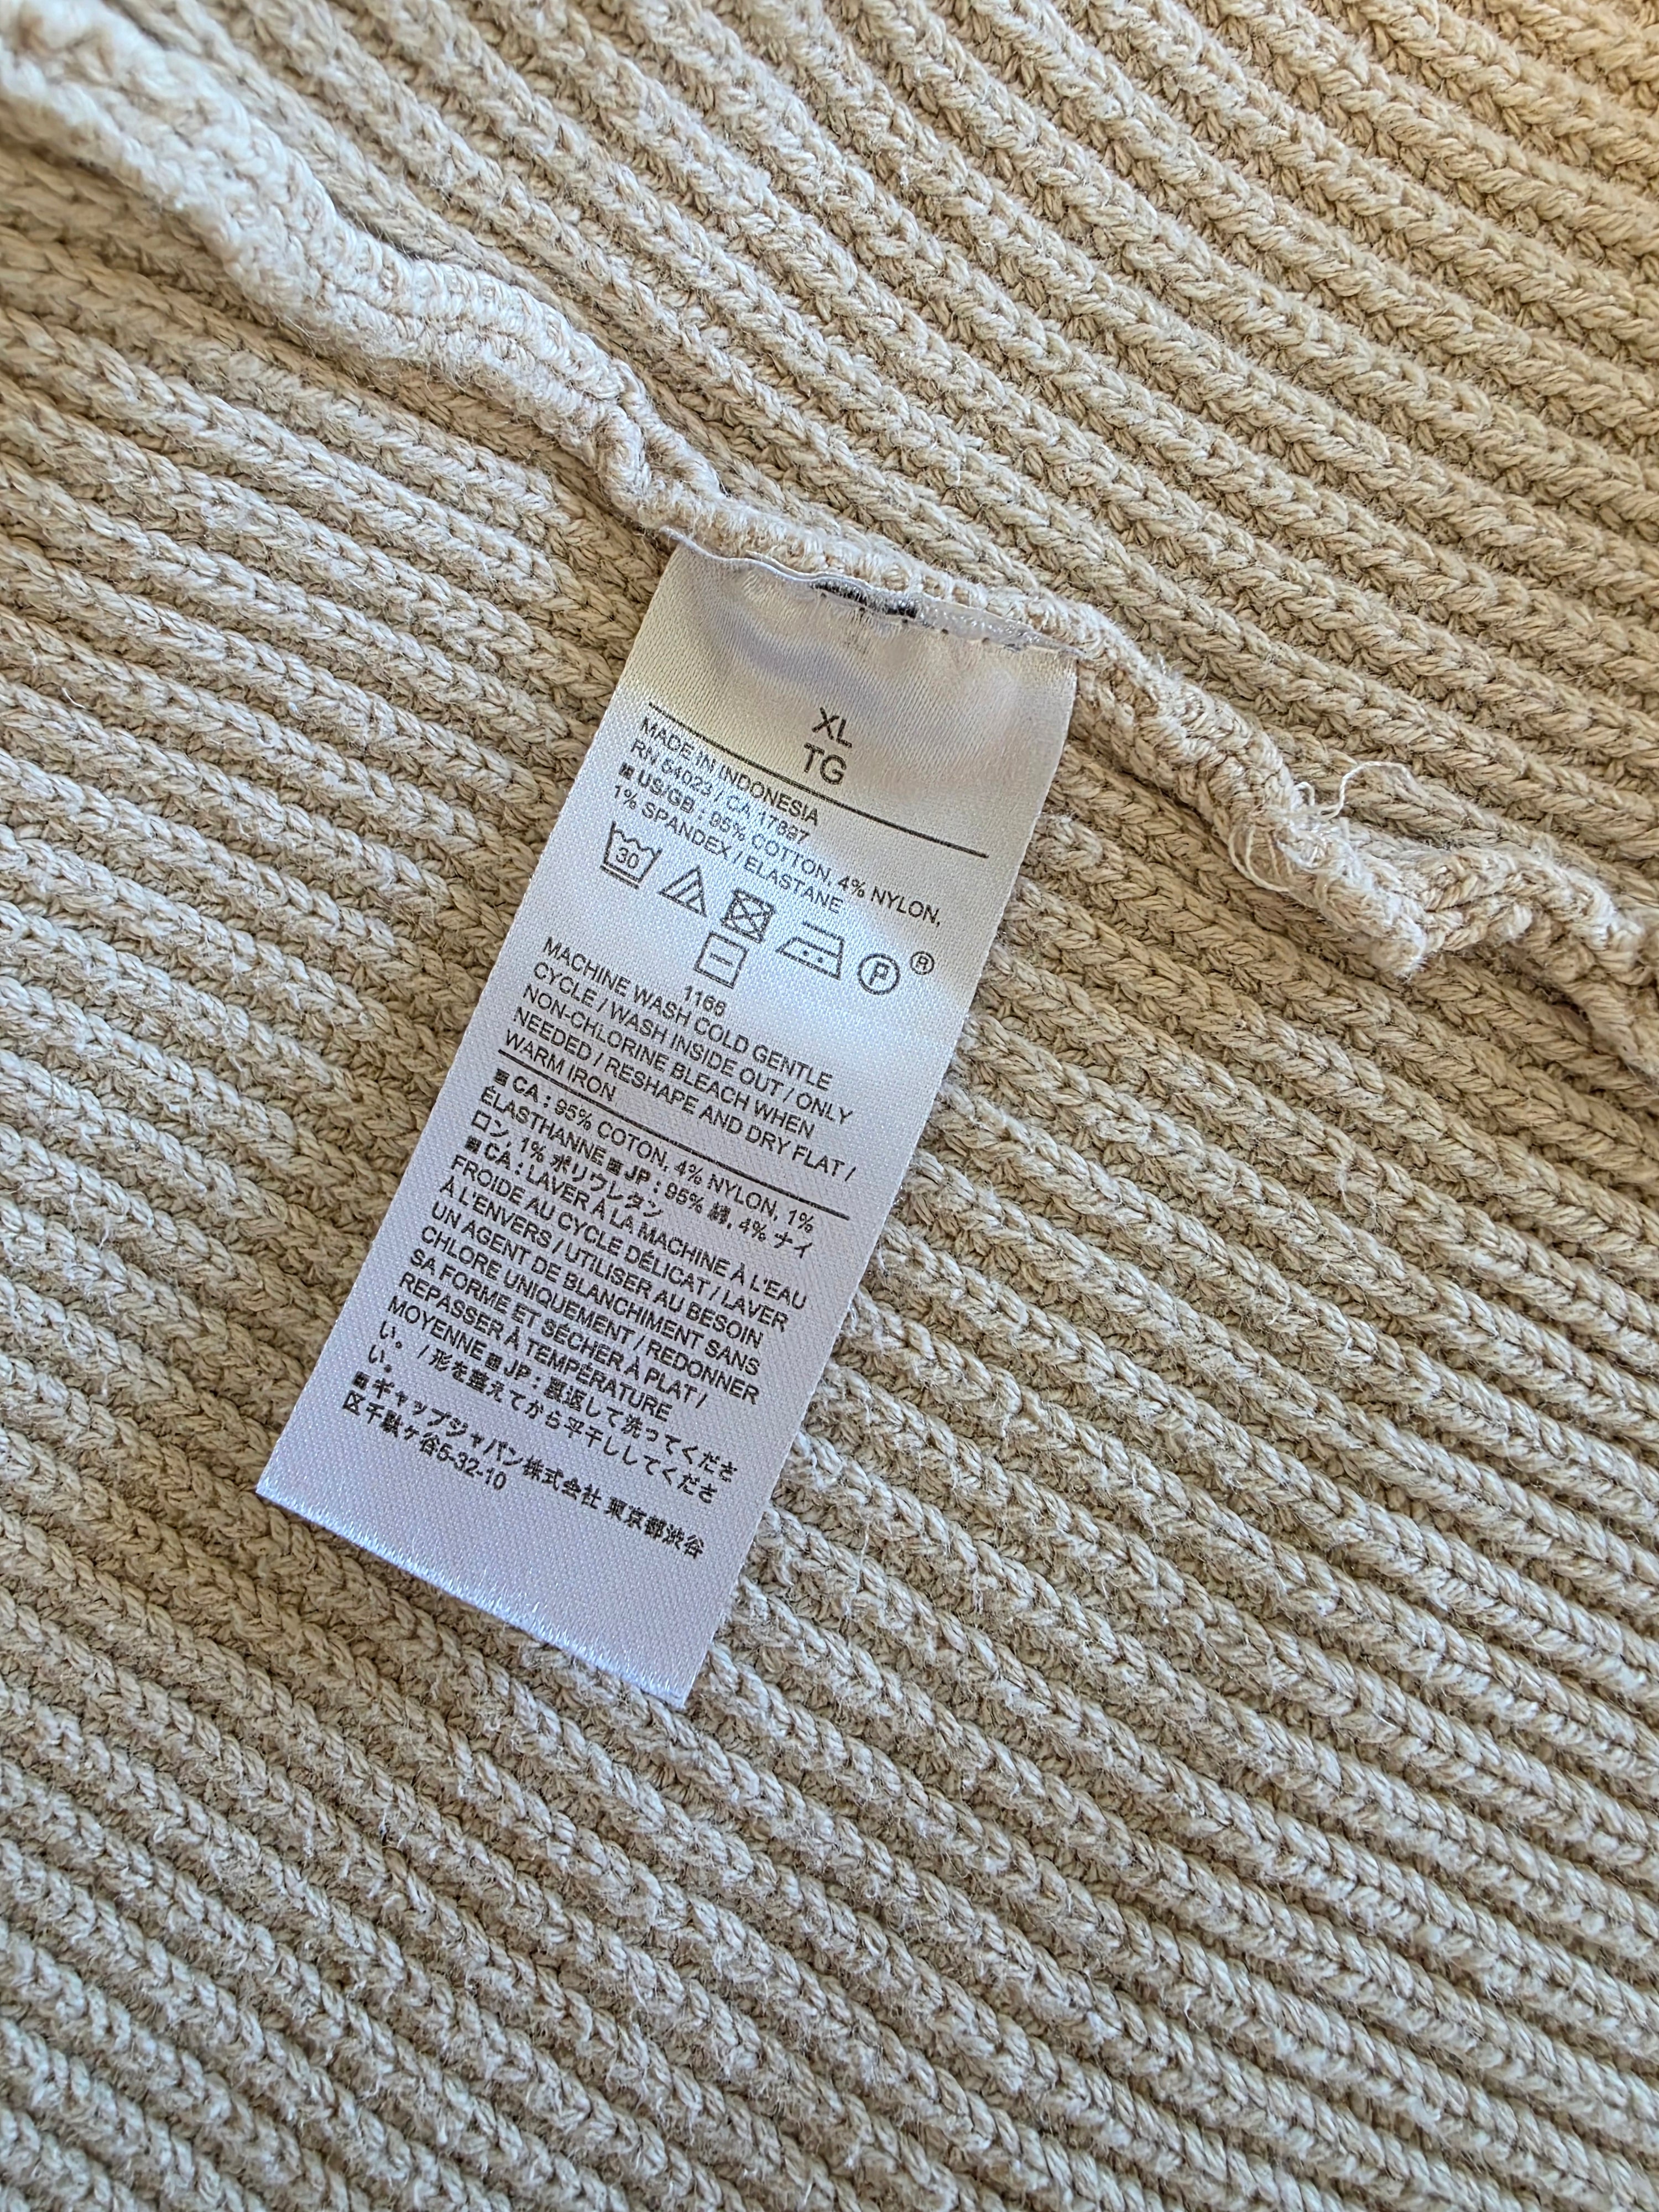 XL
TG
MADE IN INDONESIA
RN 54023 / CA 17897
US/GB : 95% COTTON, 4% NYLON,
1% SPANDEX / ELASTANE
30
P ®
1166
MACHINE WASH COLD GENTLE
CYCLE / WASH INSIDE OUT / ONLY
NON-CHLORINE BLEACH WHEN
NEEDED / RESHAPE AND DRY FLAT /
WARM IRON
CA : 95% COTON, 4% NYLON, 1%
ÉLASTHANNE JP : 95% 綿, 4% ナイ
ロン, 1% ポリウレタン
CA : LAVER À LA MACHINE À L'EAU
FROIDE AU CYCLE DÉLICAT / LAVER
À L'ENVERS / UTILISER AU BESOIN
UN AGENT DE BLANCHIMENT SANS
CHLORE UNIQUEMENT / REDONNER
SA FORME ET SÉCHER À PLAT /
REPASSER À TEMPÉRATURE
MOYENNE JP : 裏返して洗ってくださ
い。 / 形を整えてから平干ししてくださ
い。
ギャップジャパン株式会社 東京都渋谷
区千駄ヶ谷5-32-10